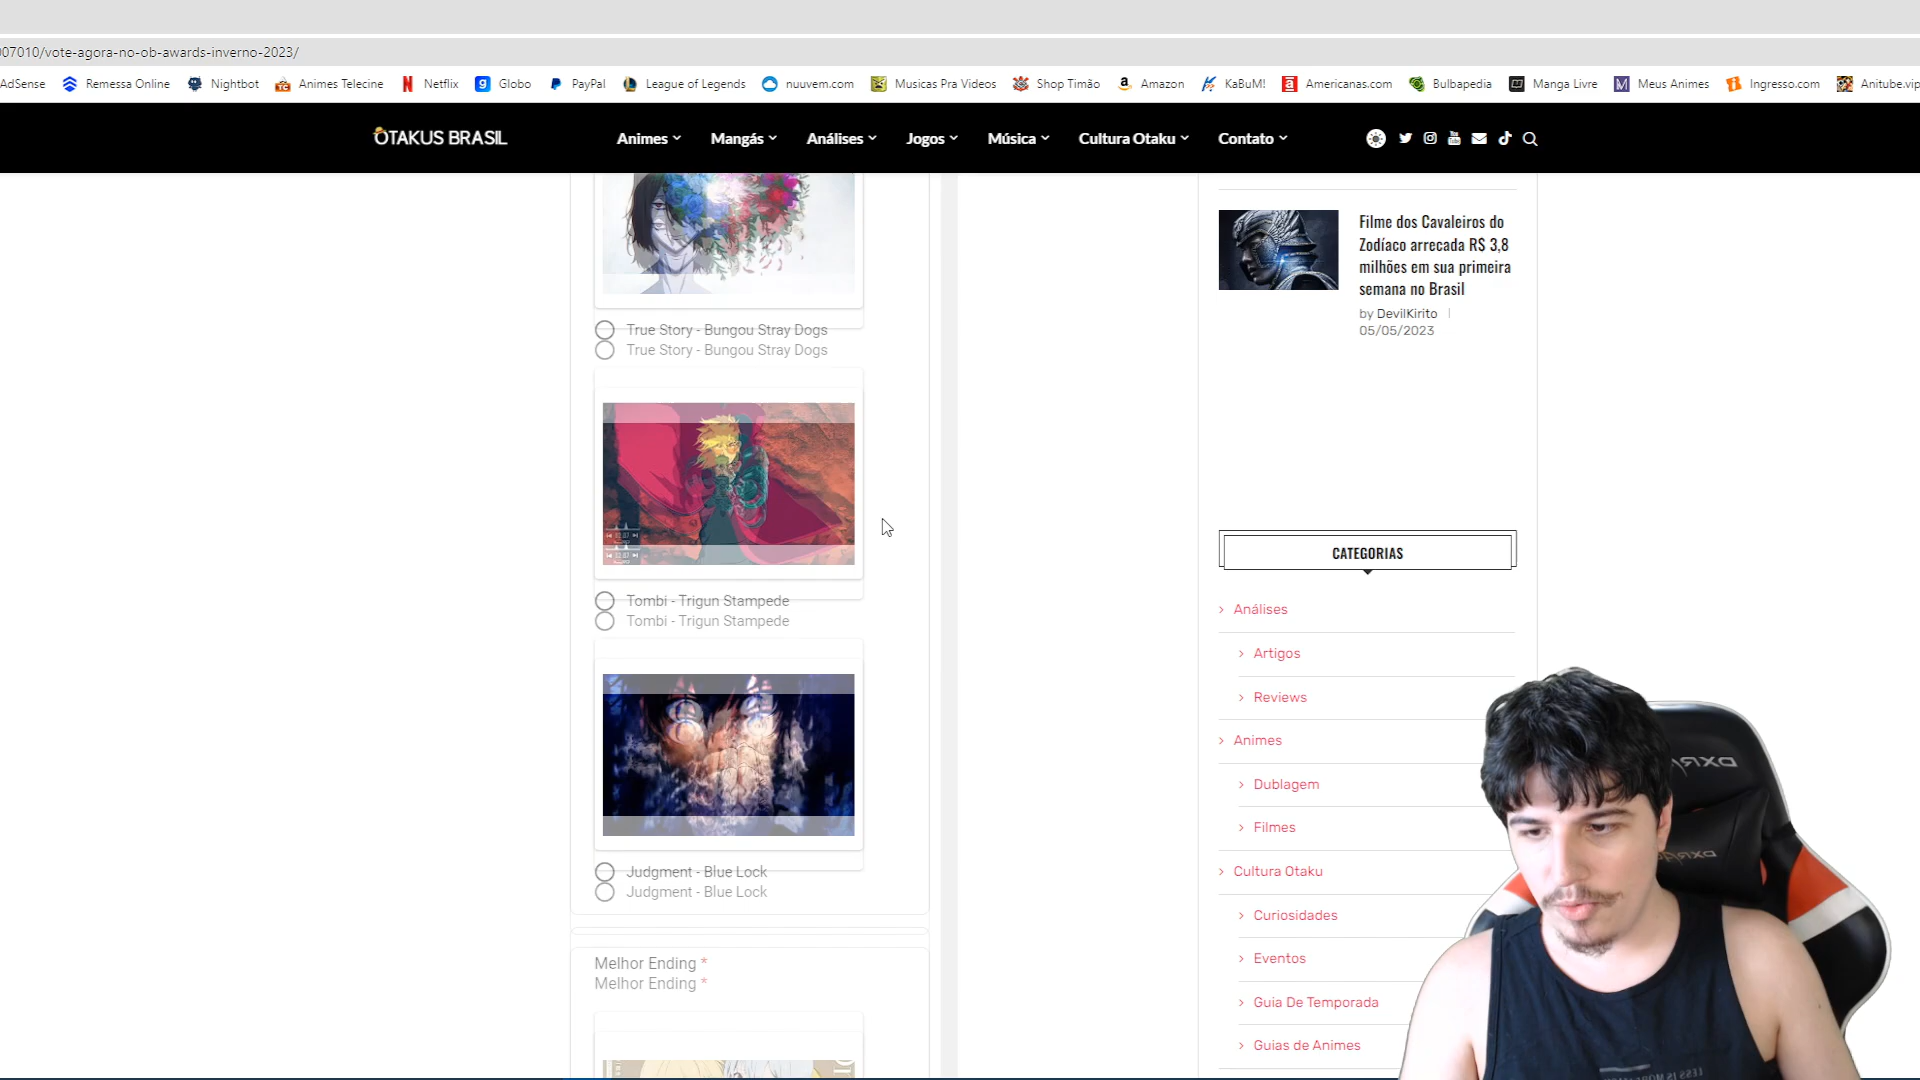 007010/vote-agora-no-ob-awards-inverno-2023/
AdSense Remessa Online Nightbot Animes Telecine Netflix Globo PayPal League of Legends nuuvem.com Musicas Pra Videos Shop Timão Amazon KaBuM! Americanas.com Bulbapedia Manga Livre Meus Animes Ingresso.com Anitube.vip
OTAKUS BRASIL
Animes Mangás Análises Jogos Música Cultura Otaku Contato
True Story - Bungou Stray Dogs
True Story - Bungou Stray Dogs
Tombi - Trigun Stampede
Tombi - Trigun Stampede
Judgment - Blue Lock
Judgment - Blue Lock
Melhor Ending *
Melhor Ending *
Filme dos Cavaleiros do
Zodíaco arrecada R$ 3,8
milhões em sua primeira
semana no Brasil
by DevilKirito
05/05/2023
CATEGORIAS
Análises
Artigos
Reviews
Animes
Dublagem
Filmes
Cultura Otaku
Curiosidades
Eventos
Guia De Temporada
Guias de Animes